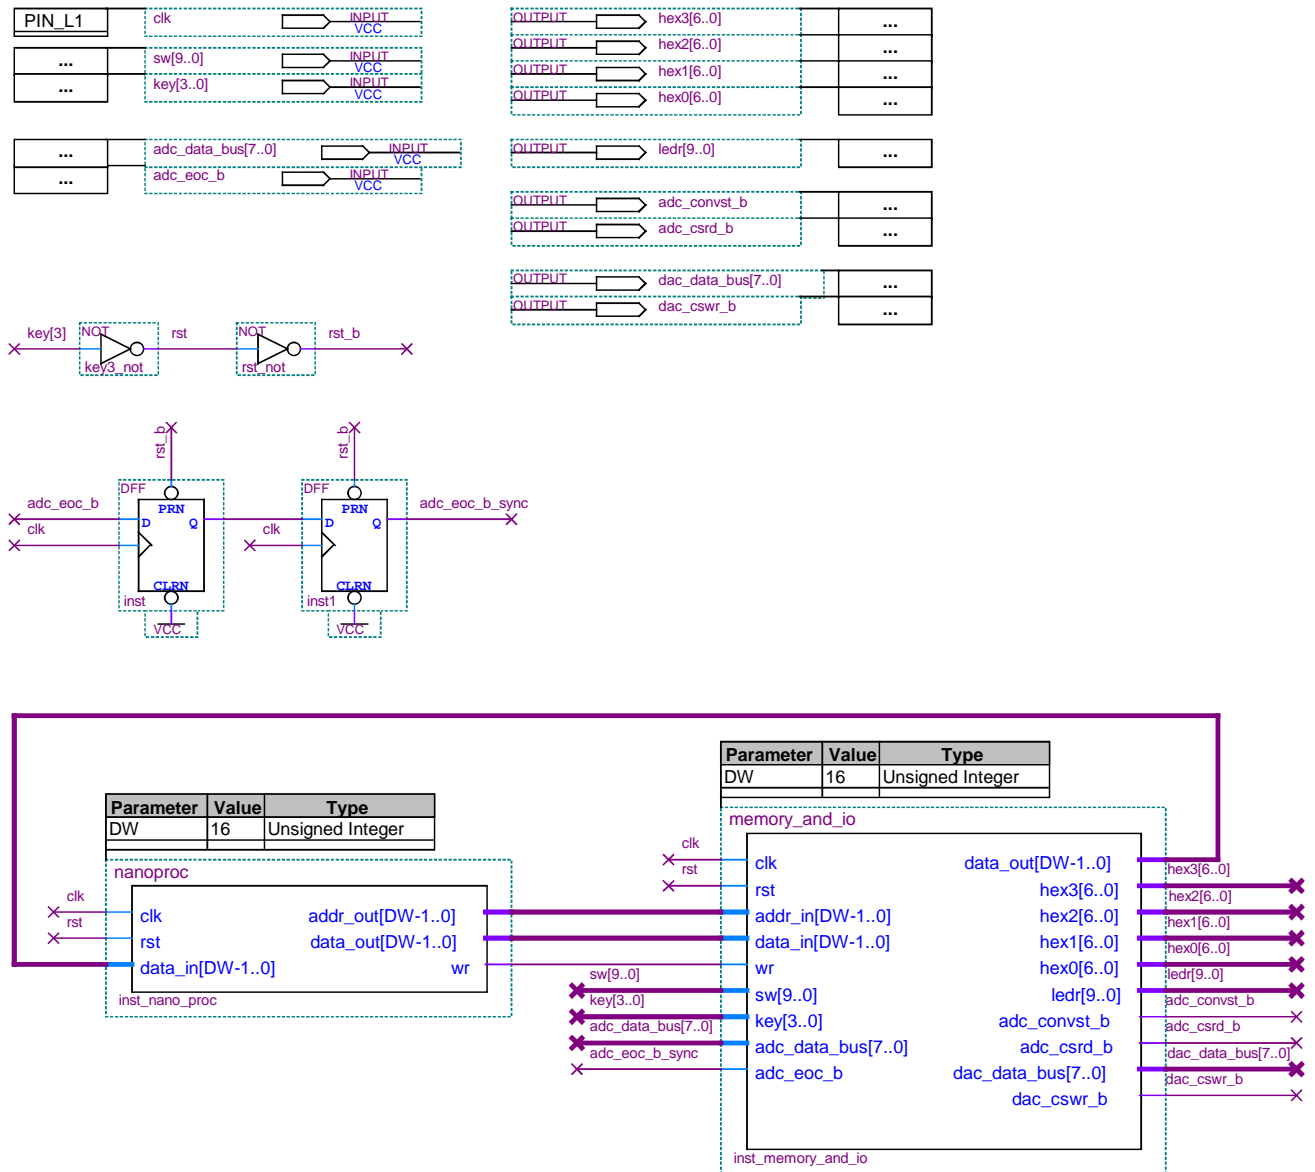 PIN_L1 clk INPUT VCC
... sw[9..0] INPUT VCC
... key[3..0] INPUT VCC
... adc_data_bus[7..0] INPUT VCC
... adc_eoc_b INPUT VCC
OUTPUT hex3[6..0] ...
OUTPUT hex2[6..0] ...
OUTPUT hex1[6..0] ...
OUTPUT hex0[6..0] ...
OUTPUT ledr[9..0] ...
OUTPUT adc_convst_b ...
OUTPUT adc_csrd_b ...
OUTPUT dac_data_bus[7..0] ...
OUTPUT dac_cswr_b ...
key[3] NOT rst NOT rst_b
key3_not rst_not
rst_b rst_b
DFF DFF
adc_eoc_b PRN PRN adc_eoc_b_sync
D Q D Q
clk clk
CLRN CLRN
inst inst1
VCC VCC
Parameter Value Type
DW 16 Unsigned Integer
nanoproc
clk clk addr_out[DW-1..0]
rst rst data_out[DW-1..0]
data_in[DW-1..0] wr
inst_nano_proc
Parameter Value Type
DW 16 Unsigned Integer
memory_and_io
clk clk data_out[DW-1..0]
rst rst hex3[6..0] hex3[6..0]
addr_in[DW-1..0] hex2[6..0] hex2[6..0]
data_in[DW-1..0] hex1[6..0] hex1[6..0]
wr hex0[6..0] hex0[6..0]
sw[9..0] sw[9..0] ledr[9..0] ledr[9..0]
key[3..0] key[3..0] adc_convst_b adc_convst_b
adc_data_bus[7..0] adc_data_bus[7..0] adc_csrd_b adc_csrd_b
adc_eoc_b_sync adc_eoc_b dac_data_bus[7..0] dac_data_bus[7..0]
dac_cswr_b dac_cswr_b
inst_memory_and_io